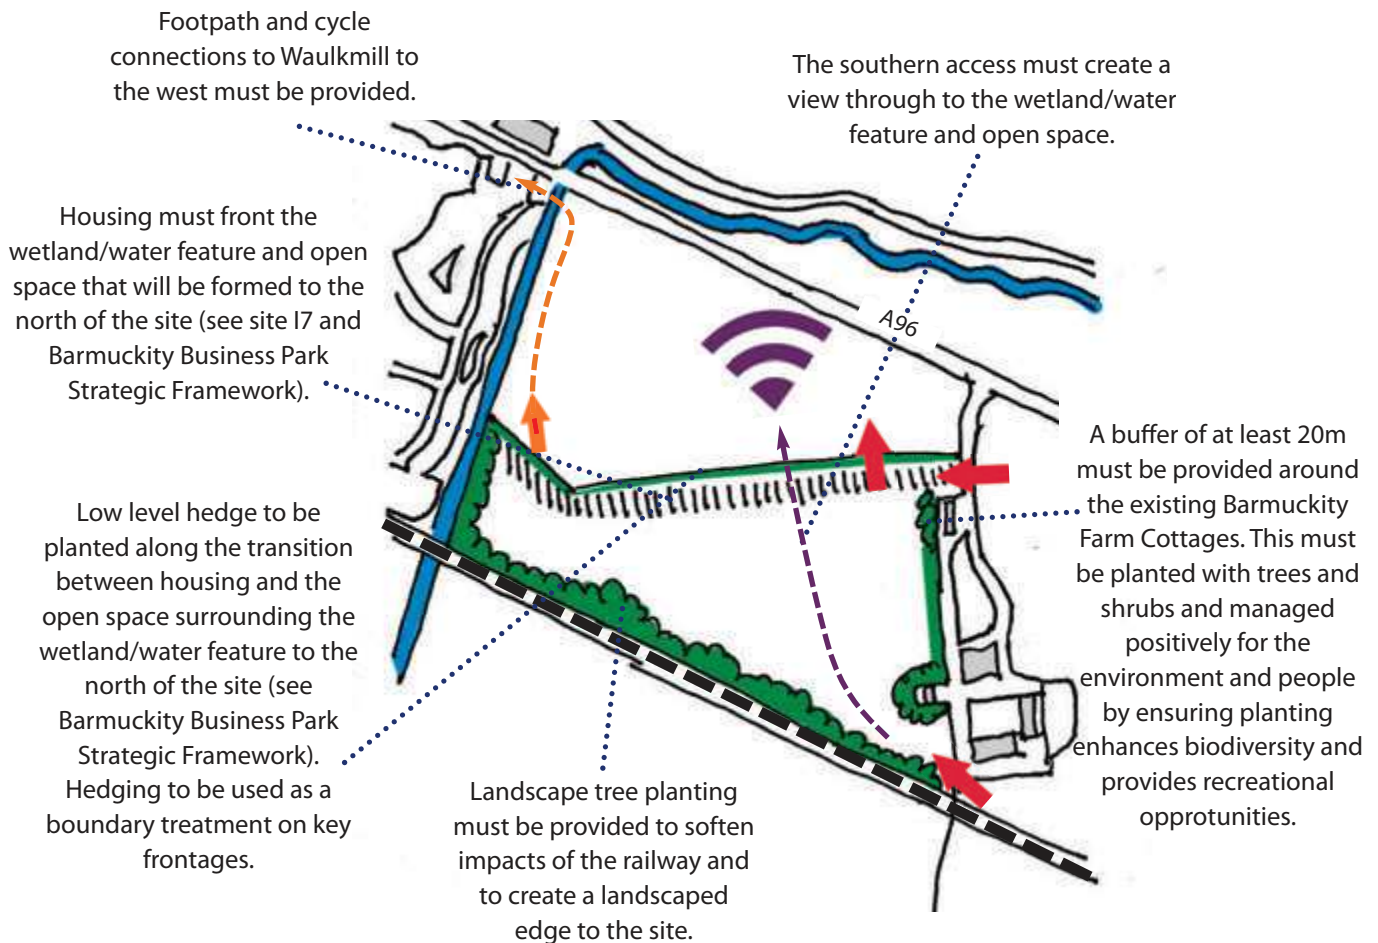 Footpath and cycle
connections to Waulkmill to
the west must be provided.
The southern access must create a
view through to the wetland/water
feature and open space.
Housing must front the
wetland/water feature and open
space that will be formed to the
north of the site (see site I7 and
Barmuckity Business Park
Strategic Framework).
A96
A buffer of at least 20m
must be provided around
the existing Barmuckity
Farm Cottages. This must
be planted with trees and
shrubs and managed
positively for the
environment and people
by ensuring planting
enhances biodiversity and
provides recreational
opprotunities.
Low level hedge to be
planted along the transition
between housing and the
open space surrounding the
wetland/water feature to the
north of the site (see
Barmuckity Business Park
Strategic Framework).
Hedging to be used as a
boundary treatment on key
frontages.
Landscape tree planting
must be provided to soften
impacts of the railway and
to create a landscaped
edge to the site.